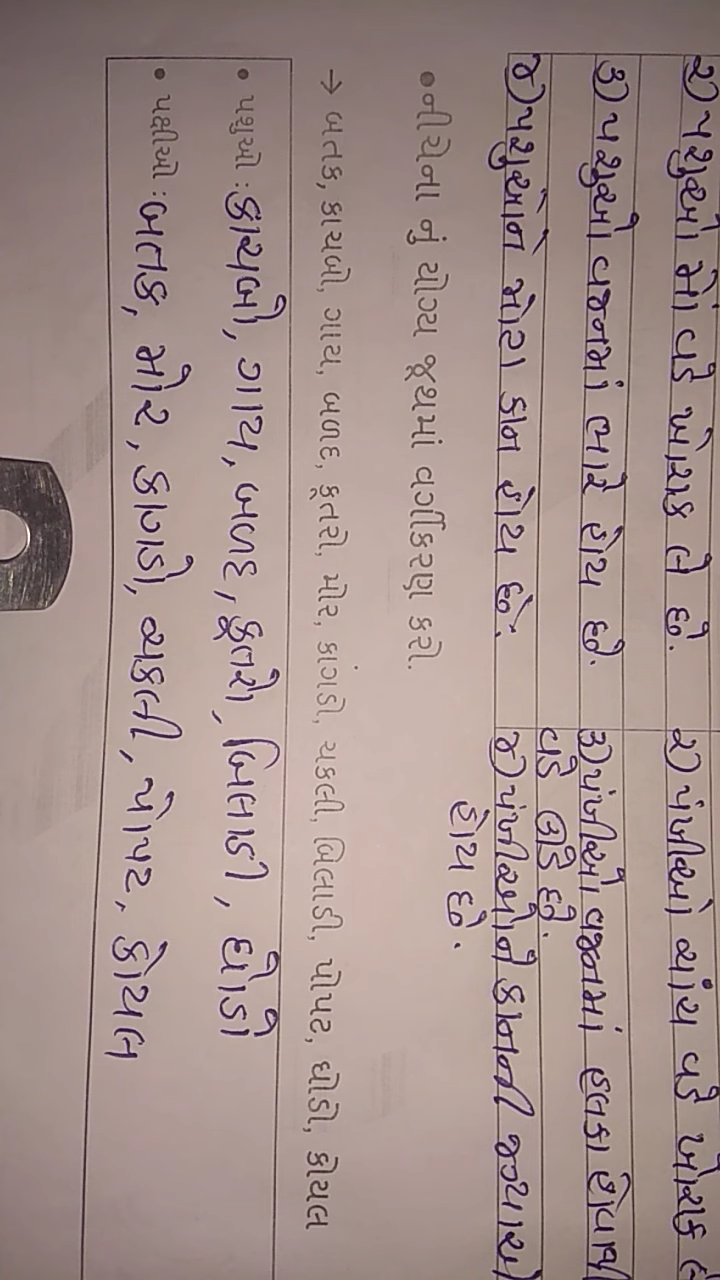 ૨) પશુઓ મોં વડે ખોરાક લે છે.
૨) પંખીઓ ચાંચ વડે ખોરાક
૩) પશુઓ વજનમાં ભારે હોય છે.
૩) પંખીઓ વજનમાં હલકા
વડે ઊડે છે.
૪) પશુઓને મોટા કાન હોય છે.
૪) પંખીઓને કાનની જગ્યાએ
હોય છે.
• નીચેના નું યોગ્ય જૂથમાં વર્ગીકરણ કરો.
→ બતક, કાચબો, ગાય, બળદ, કૂતરો, મોર, કાગડો, ચકલી, બિલાડી, પોપટ, ઘોડો, કોયલ
• પશુઓ : કાચબો, ગાય, બળદ, કૂતરો, બિલાડી, ઘોડો
• પક્ષીઓ : બતક, મોર, કાગડો, ચકલી, પોપટ, કોયલ